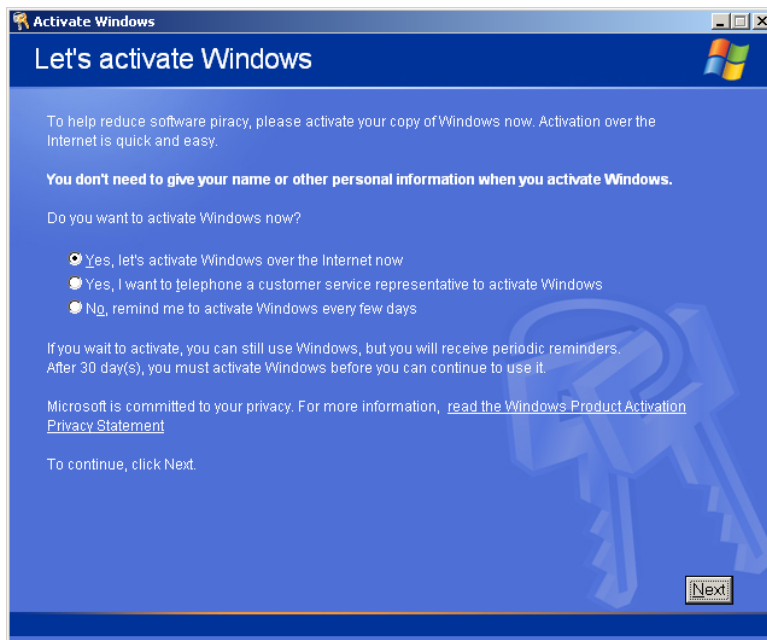 Activate Windows
Let's activate Windows
To help reduce software piracy, please activate your copy of Windows now. Activation over the
Internet is quick and easy.
You don't need to give your name or other personal information when you activate Windows.
Do you want to activate Windows now?
Yes, let's activate Windows over the Internet now
Yes, I want to telephone a customer service representative to activate Windows
No, remind me to activate Windows every few days
If you wait to activate, you can still use Windows, but you will receive periodic reminders.
After 30 day(s), you must activate Windows before you can continue to use it.
Microsoft is committed to your privacy. For more information, read the Windows Product Activation
Privacy Statement
To continue, click Next.
Next